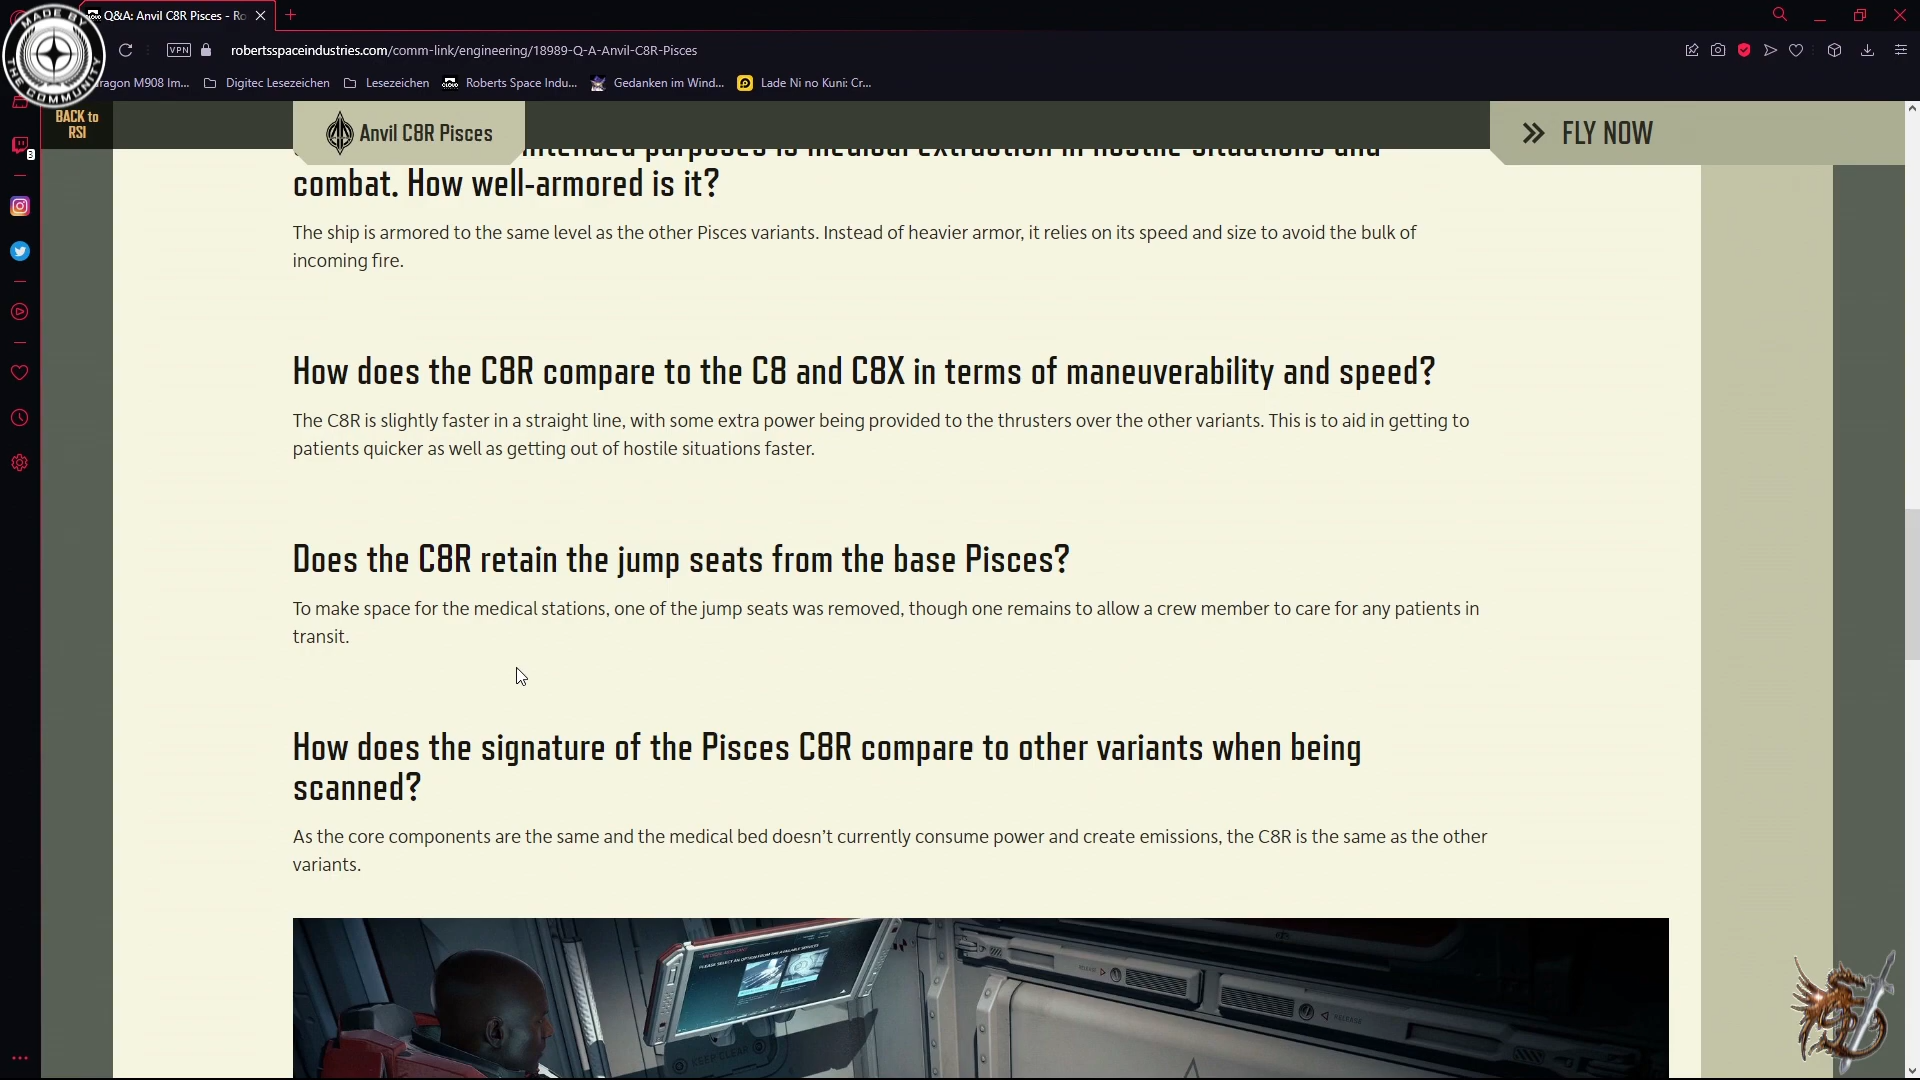 MADE BY THE COMMUNITY
Q&A: Anvil C8R Pisces - Ro
VPN
robertsspaceindustries.com/comm-link/engineering/18989-Q-A-Anvil-C8R-Pisces
ragon M908 Im...
Digitec Lesezeichen
Lesezeichen
Roberts Space Indu...
Gedanken im Wind...
Lade Ni no Kuni: Cr...
BACK to
RSI
Anvil C8R Pisces
FLY NOW
3
intended purposes is medical extraction in hostile situations and
combat. How well-armored is it?
The ship is armored to the same level as the other Pisces variants. Instead of heavier armor, it relies on its speed and size to avoid the bulk of
incoming fire.
How does the C8R compare to the C8 and C8X in terms of maneuverability and speed?
The C8R is slightly faster in a straight line, with some extra power being provided to the thrusters over the other variants. This is to aid in getting to
patients quicker as well as getting out of hostile situations faster.
Does the C8R retain the jump seats from the base Pisces?
To make space for the medical stations, one of the jump seats was removed, though one remains to allow a crew member to care for any patients in
transit.
How does the signature of the Pisces C8R compare to other variants when being
scanned?
As the core components are the same and the medical bed doesn’t currently consume power and create emissions, the C8R is the same as the other
variants.
PLEASE SELECT AN OPTION FROM THE AVAILABLE SERVICES
KEEP CLEAR
RELEASE
RELEASE